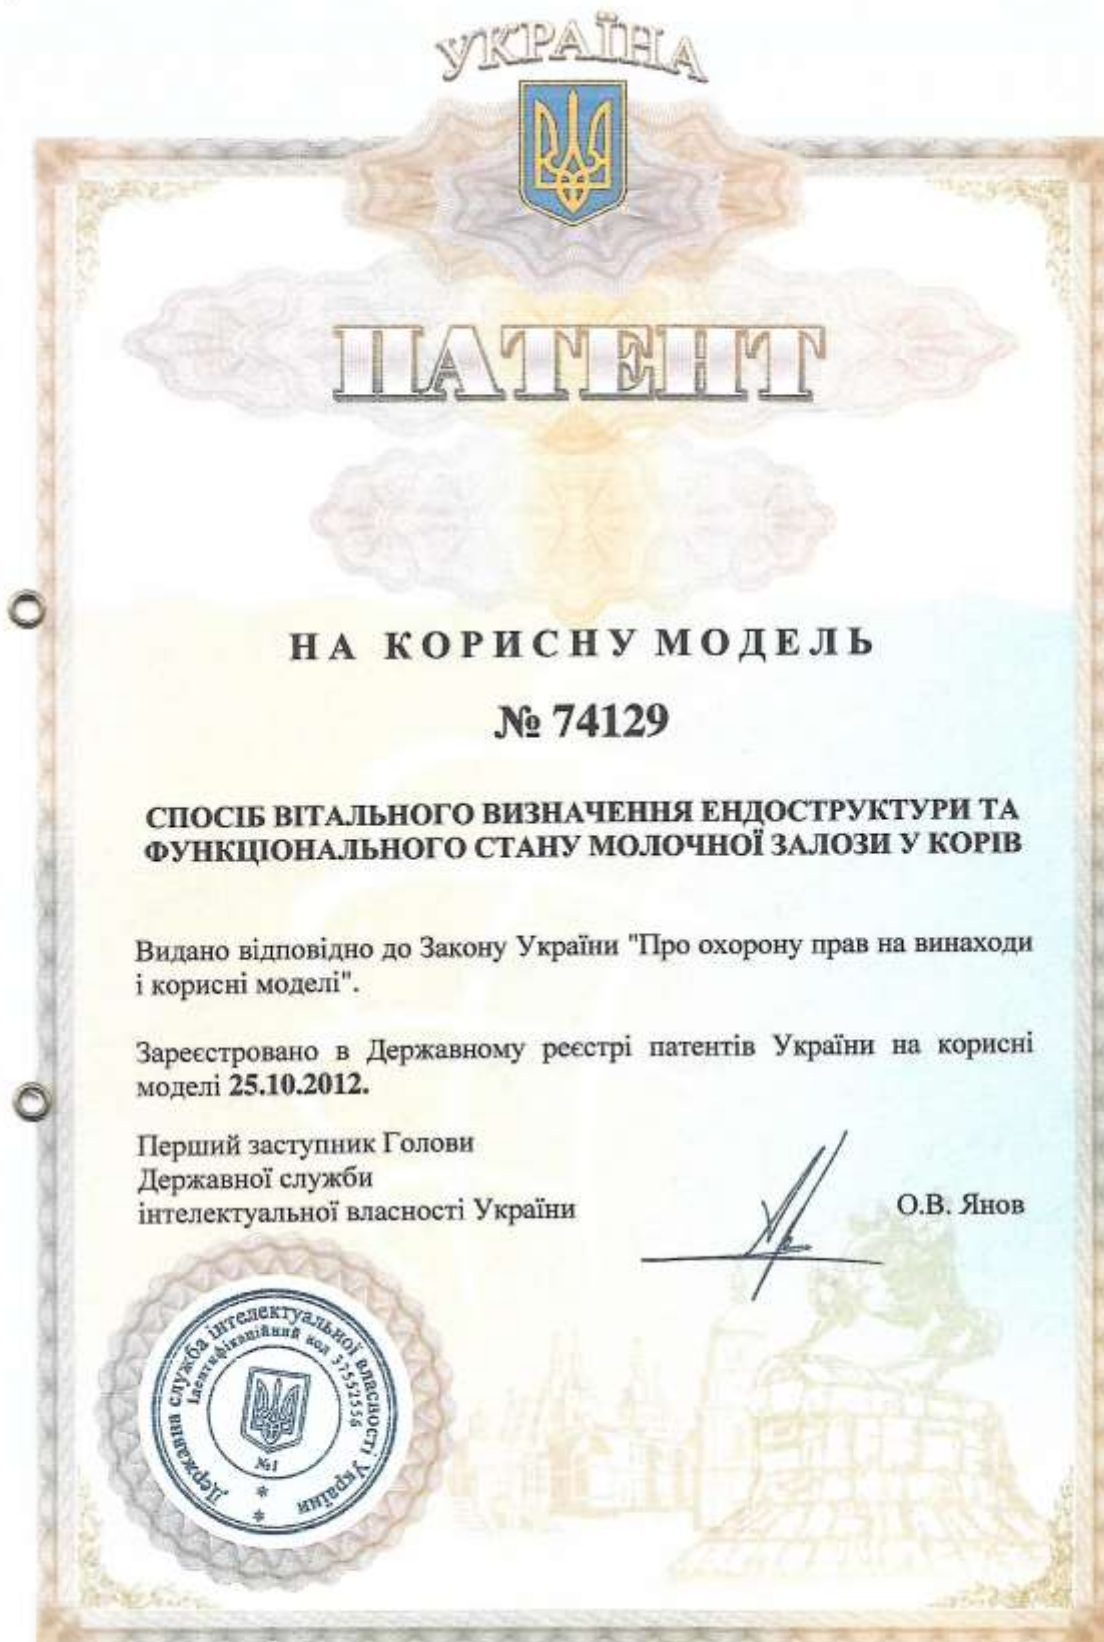 УКРАЇНА
ПАТЕНТ
НА КОРИСНУ МОДЕЛЬ
№ 74129
СПОСІБ ВІТАЛЬНОГО ВИЗНАЧЕННЯ ЕНДОСТРУКТУРИ ТА
ФУНКЦІОНАЛЬНОГО СТАНУ МОЛОЧНОЇ ЗАЛОЗИ У КОРІВ
Видано відповідно до Закону України "Про охорону прав на винаходи
і корисні моделі".
Зареєстровано в Державному реєстрі патентів України на корисні
моделі 25.10.2012.
Перший заступник Голови
Державної служби
інтелектуальної власності України
О.В. Янов
Державна служба інтелектуальної власності України
Ідентифікаційний код 37552556
№1